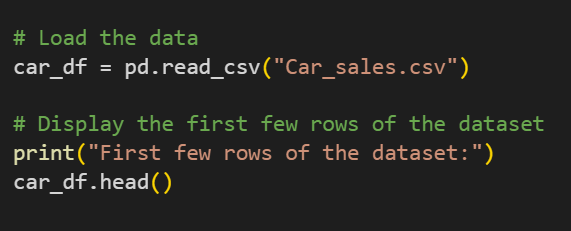 # Load the data
car_df = pd.read_csv("Car_sales.csv")
# Display the first few rows of the dataset
print("First few rows of the dataset:")
car_df.head()